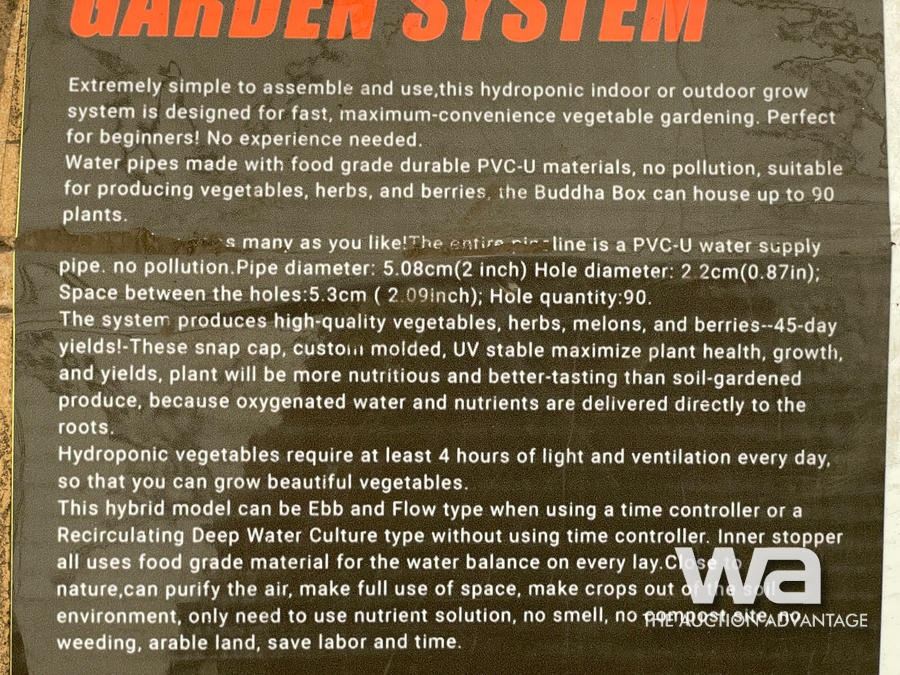 GARDEN SYSTEM
Extremely simple to assemble and use,this hydroponic indoor or outdoor grow
system is designed for fast, maximum-convenience vegetable gardening. Perfect
for beginners! No experience needed.
Water pipes made with food grade durable PVC-U materials, no pollution, suitable
for producing vegetables, herbs, and berries, the Buddha Box can house up to 90
plants.
many as you like!The entire line is a PVC-U water supply
pipe. no pollution.Pipe diameter: 5.08cm(2 inch) Hole diameter: 2.2cm(0.87in);
Space between the holes:5.3cm ( 2.09inch); Hole quantity:90.
The system produces high-quality vegetables, herbs, melons, and berries--45-day
yields!-These snap cap, custom molded, UV stable maximize plant health, growth,
and yields, plant will be more nutritious and better-tasting than soil-gardened
produce, because oxygenated water and nutrients are delivered directly to the
roots.
Hydroponic vegetables require at least 4 hours of light and ventilation every day,
so that you can grow beautiful vegetables.
This hybrid model can be Ebb and Flow type when using a time controller or a
Recirculating Deep Water Culture type without using time controller. Inner stopper
all uses food grade material for the water balance on every lay.Close to
nature,can purify the air, make full use of space, make crops out of the soil
environment, only need to use nutrient solution, no smell, no compost site, no
weeding, arable land, save labor and time.
wa
THE AUCTION ADVANTAGE